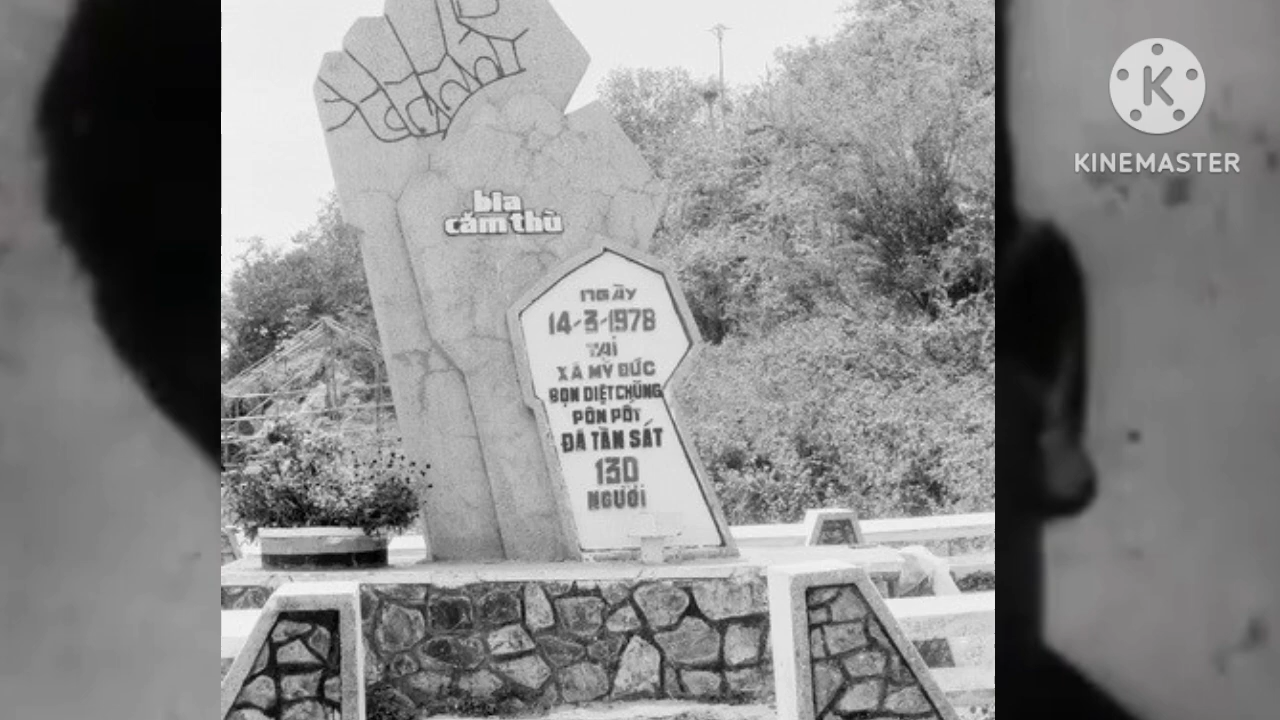 bia
căm thù
NGÀY
14-3-1978
TẠI
XÃ MỸ ĐỨC
BỌN DIỆT CHỦNG
PÔN PỐT
ĐÃ TÀN SÁT
130
NGƯỜI
K
KINEMASTER